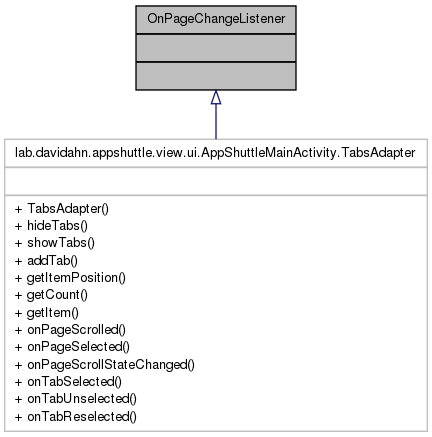 OnPageChangeListener
lab.davidahn.appshuttle.view.ui.AppShuttleMainActivity.TabsAdapter
+ TabsAdapter()
+ hideTabs()
+ showTabs()
+ addTab()
+ getItemPosition()
+ getCount()
+ getItem()
+ onPageScrolled()
+ onPageSelected()
+ onPageScrollStateChanged()
+ onTabSelected()
+ onTabUnselected()
+ onTabReselected()